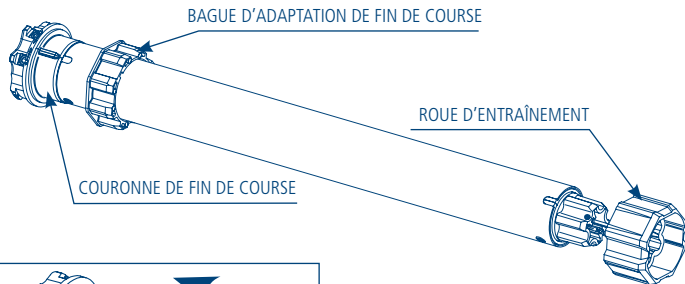 BAGUE D'ADAPTATION DE FIN DE COURSE
ROUE D'ENTRAÎNEMENT
COURONNE DE FIN DE COURSE